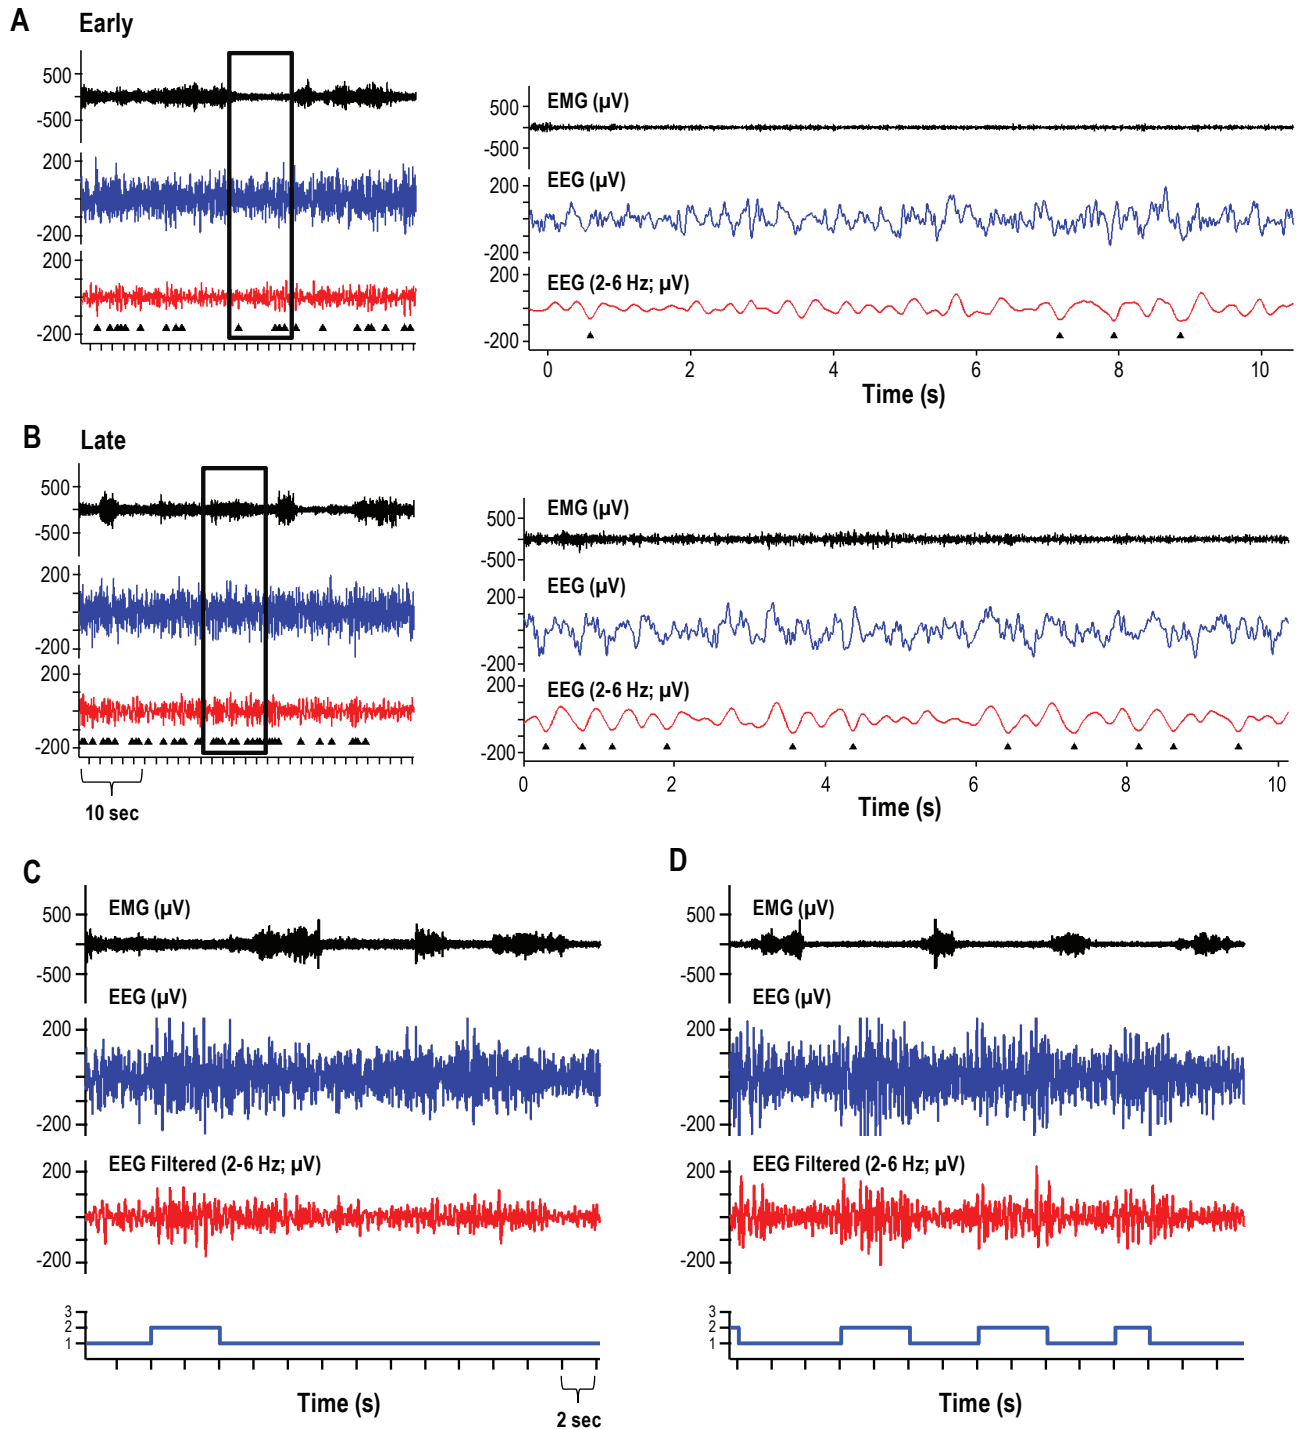 A Early
500
-500
200
-200
200
-200
EMG (µV)
500
-500
EEG (µV)
200
-200
EEG (2-6 Hz; µV)
200
-200
0 2 4 6 8 10
Time (s)
B Late
500
-500
200
-200
200
-200
10 sec
EMG (µV)
500
-500
EEG (µV)
200
-200
EEG (2-6 Hz; µV)
200
-200
0 2 4 6 8 10
Time (s)
C
EMG (µV)
500
-500
EEG (µV)
200
-200
EEG Filtered (2-6 Hz; µV)
200
-200
3
2
1
Time (s)
2 sec
D
EMG (µV)
500
-500
EEG (µV)
200
-200
EEG Filtered (2-6 Hz; µV)
200
-200
3
2
1
Time (s)